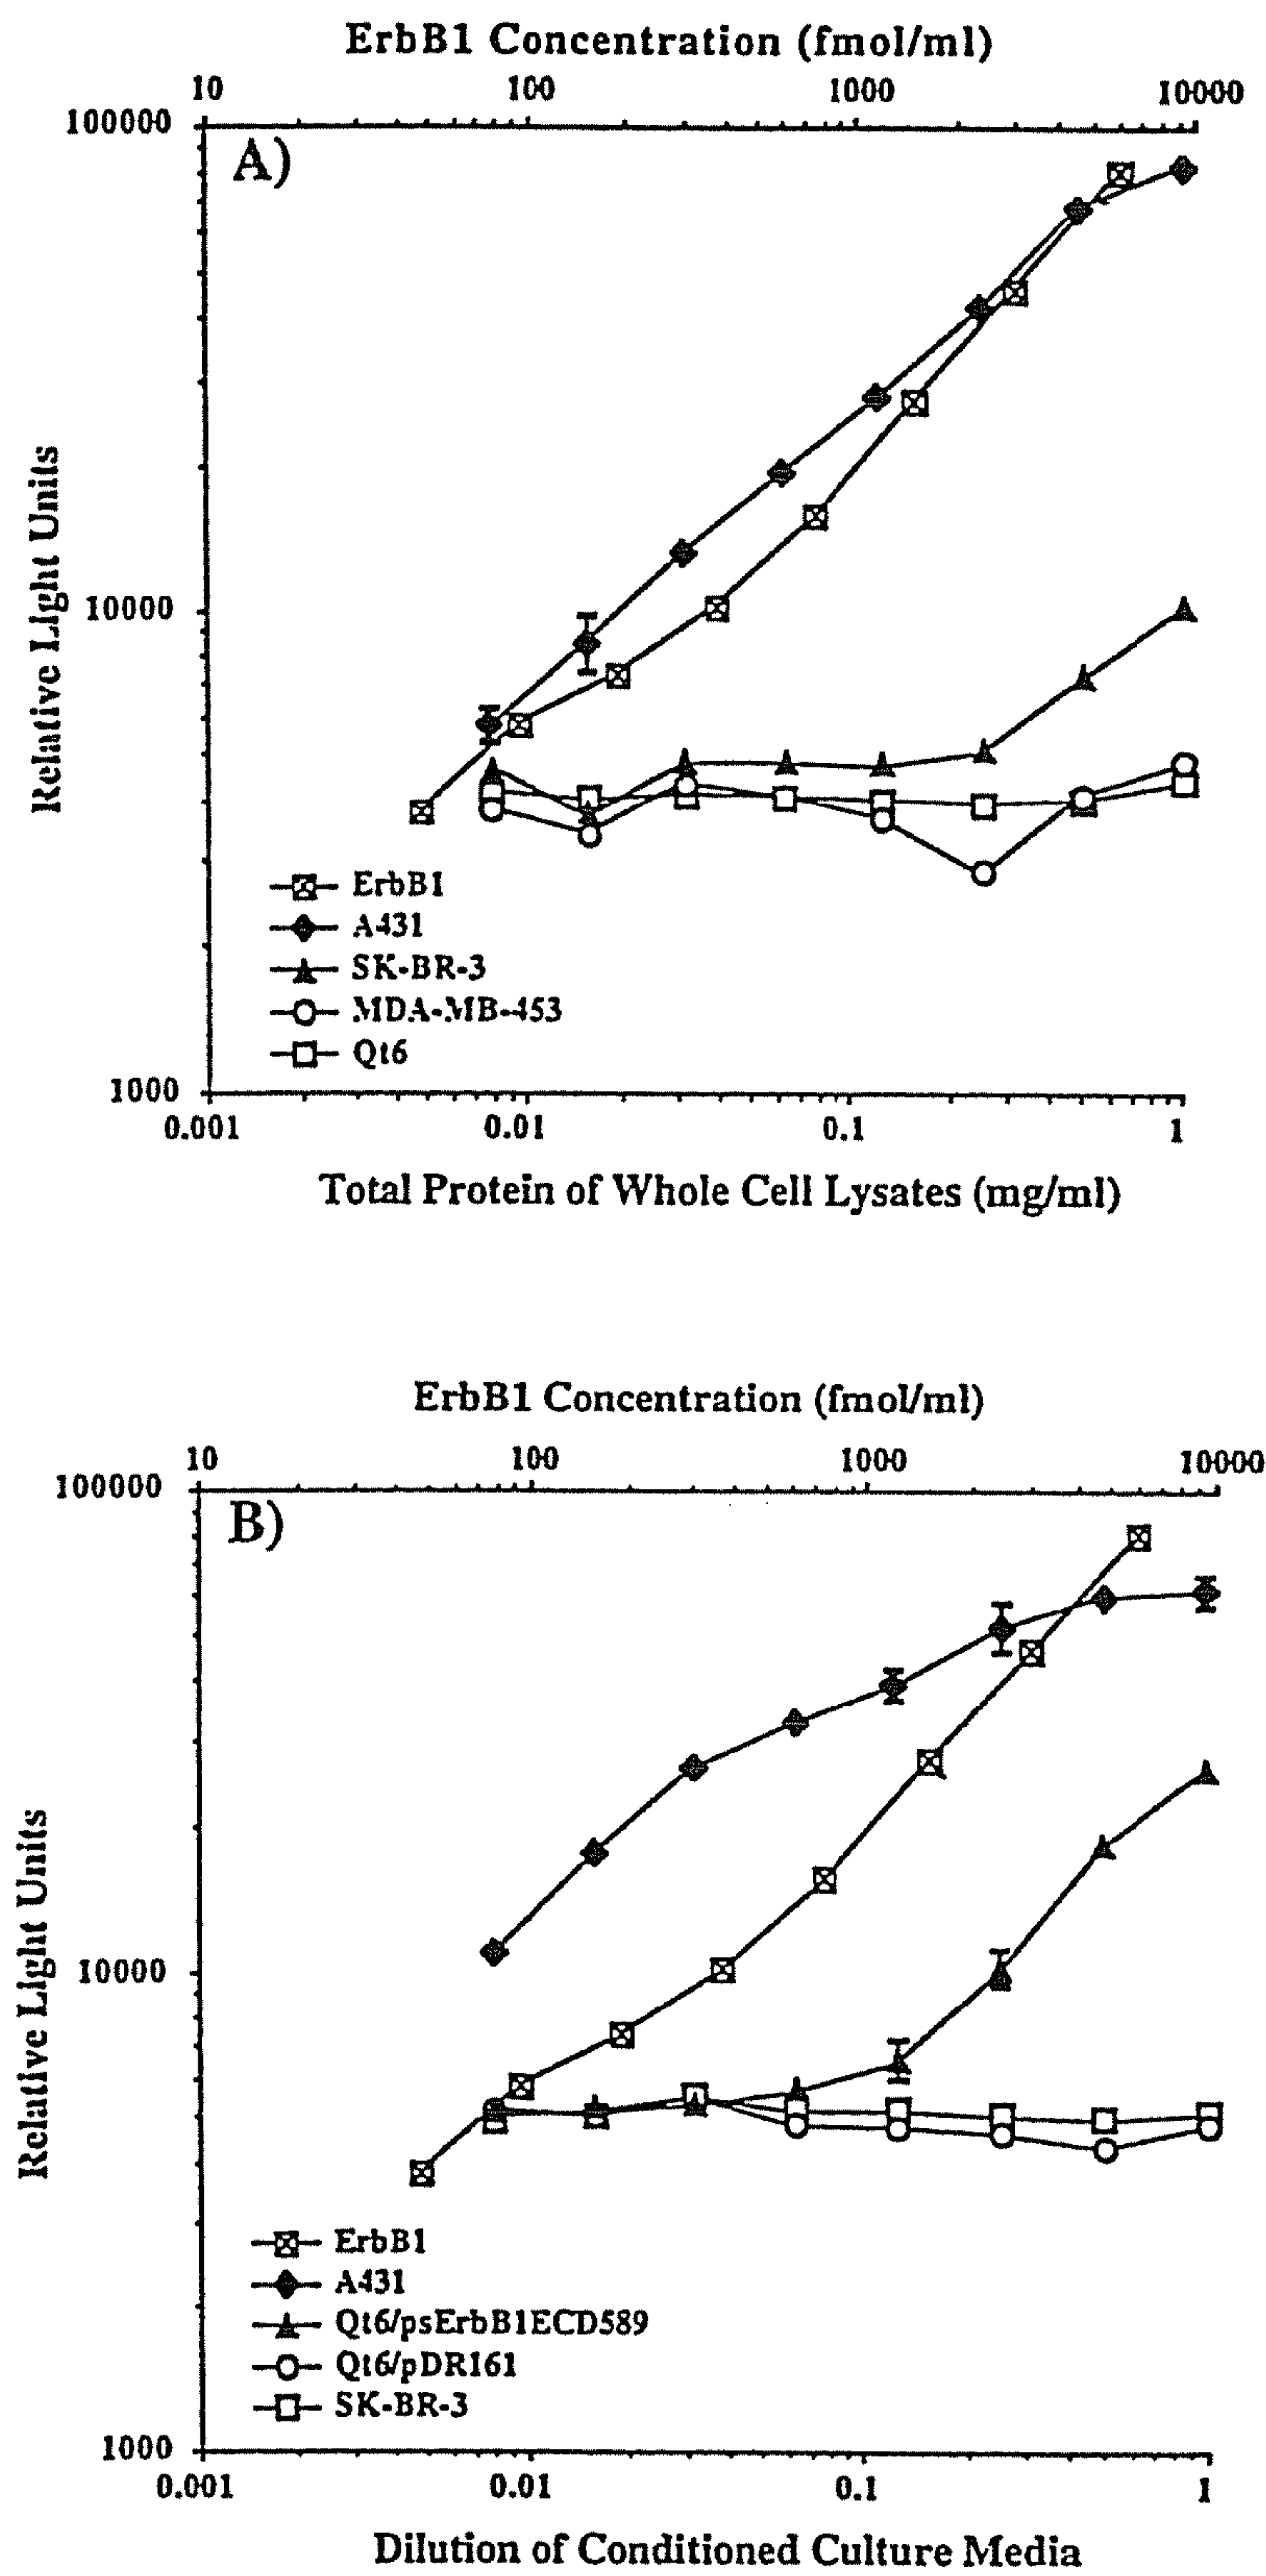 ErbB1 Concentration (fmol/ml)
10 100 1000 10000
100000
A)
Relative Light Units
10000
ErbB1
A431
SK-BR-3
MDA-MB-453
Qt6
1000
0.001 0.01 0.1 1
Total Protein of Whole Cell Lysates (mg/ml)
ErbB1 Concentration (fmol/ml)
10 100 1000 10000
100000
B)
Relative Light Units
10000
ErbB1
A431
Qt6/psErbB1ECD589
Qt6/pDR161
SK-BR-3
1000
0.001 0.01 0.1 1
Dilution of Conditioned Culture Media